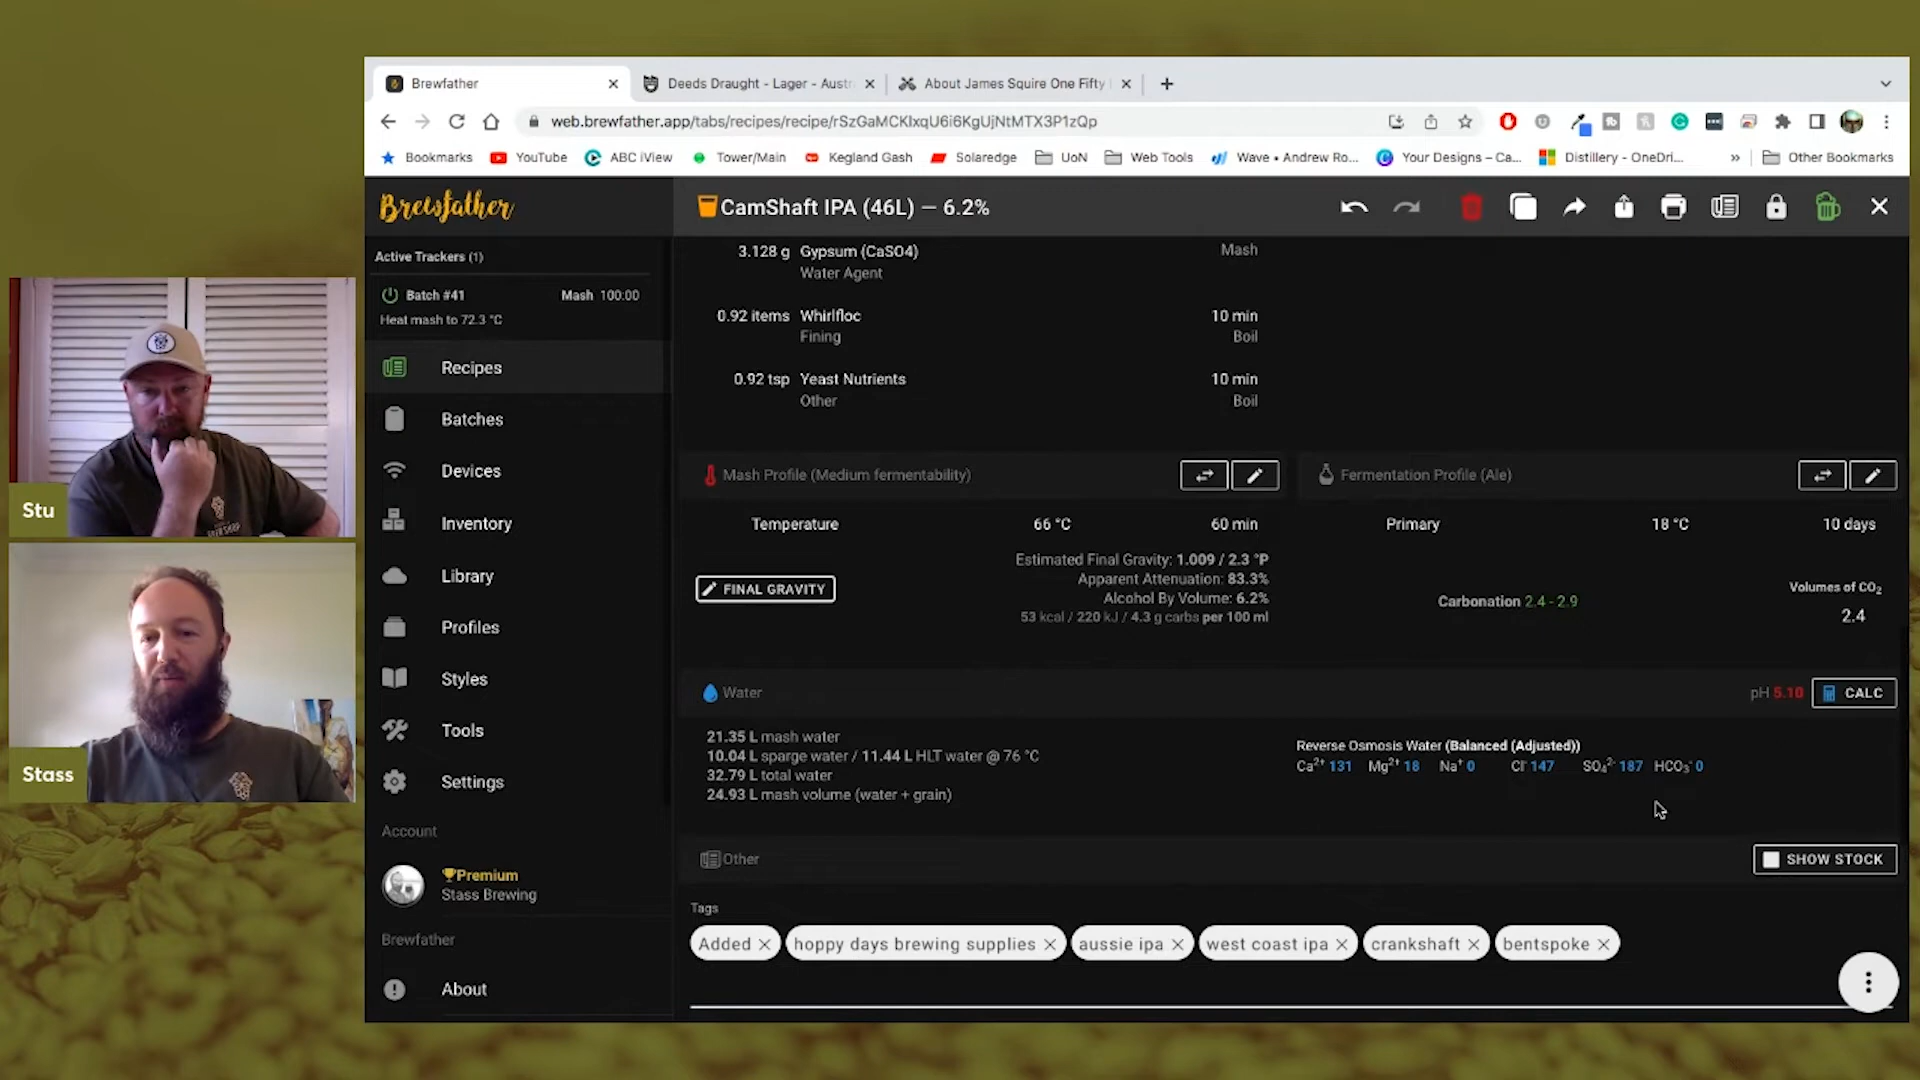 Brewfather
Deeds Draught - Lager - Austr
About James Squire One Fifty
web.brewfather.app/tabs/recipes/recipe/rSzGaMCKlxqU6i6KgUjNtMTX3P1zQp
Bookmarks
YouTube
ABC iView
Tower/Main
Kegland Gash
Solaredge
UoN
Web Tools
Wave • Andrew Ro...
Your Designs – Ca...
Distillery - OneDri...
»
Other Bookmarks
Brewfather
CamShaft IPA (46L) — 6.2%
Active Trackers (1)
Batch #41 Mash 100:00
Heat mash to 72.3 °C
Recipes
Batches
Devices
Inventory
Library
Profiles
Styles
Tools
Settings
Account
Premium
Stass Brewing
Brewfather
About
3.128 g Gypsum (CaSO4) Mash
Water Agent
0.92 items Whirlfloc 10 min
Fining Boil
0.92 tsp Yeast Nutrients 10 min
Other Boil
Mash Profile (Medium fermentability)
Temperature 66 °C 60 min
FINAL GRAVITY
Estimated Final Gravity: 1.009 / 2.3 °P
Apparent Attenuation: 83.3%
Alcohol By Volume: 6.2%
53 kcal / 220 kJ / 4.3 g carbs per 100 ml
Fermentation Profile (Ale)
Primary 18 °C 10 days
Carbonation 2.4 - 2.9
Volumes of CO₂
2.4
Water
pH 5.10 CALC
21.35 L mash water
10.04 L sparge water / 11.44 L HLT water @ 76 °C
32.79 L total water
24.93 L mash volume (water + grain)
Reverse Osmosis Water (Balanced (Adjusted))
Ca²⁺ 131 Mg²⁺ 18 Na⁺ 0 Cl⁻ 147 SO₄²⁻ 187 HCO₃⁻ 0
Other
SHOW STOCK
Tags
Added
hoppy days brewing supplies
aussie ipa
west coast ipa
crankshaft
bentspoke
Stu
Stass